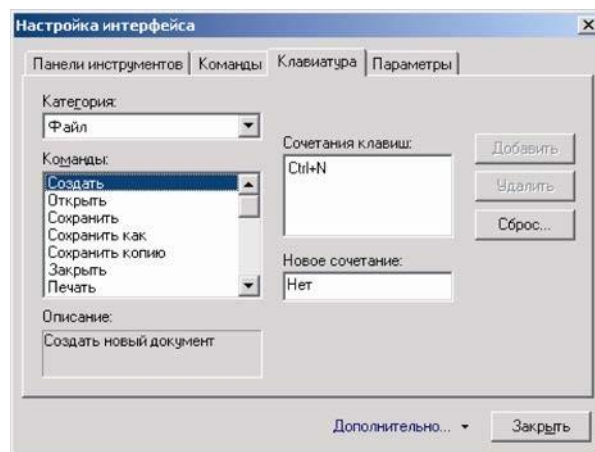 Настройка интерфейса
Панели инструментов Команды Клавиатура Параметры
Категория:
Файл
Команды:
Создать
Открыть
Сохранить
Сохранить как
Сохранить копию
Закрыть
Печать
Описание:
Создать новый документ
Сочетания клавиш:
Ctrl+N
Новое сочетание:
Нет
Добавить
Удалить
Сброс...
Дополнительно...
Закрыть